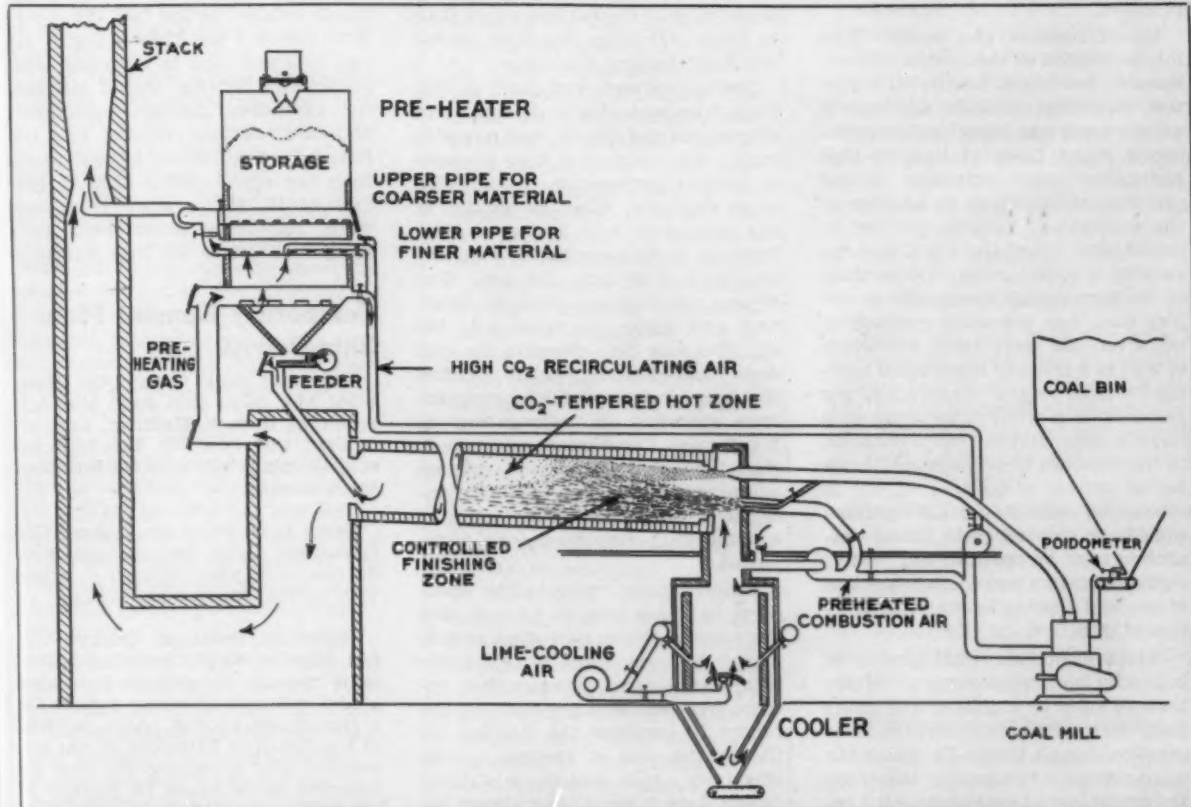 STACK
PRE-HEATER
STORAGE
UPPER PIPE FOR
COARSER MATERIAL
LOWER PIPE FOR
FINER MATERIAL
PRE-
HEATING
GAS
FEEDER
HIGH CO₂ RECIRCULATING AIR
CO₂-TEMPERED HOT ZONE
COAL BIN
CONTROLLED
FINISHING
ZONE
POIDOMETER
PREHEATED
COMBUSTION AIR
LIME-COOLING
AIR
COOLER
COAL MILL